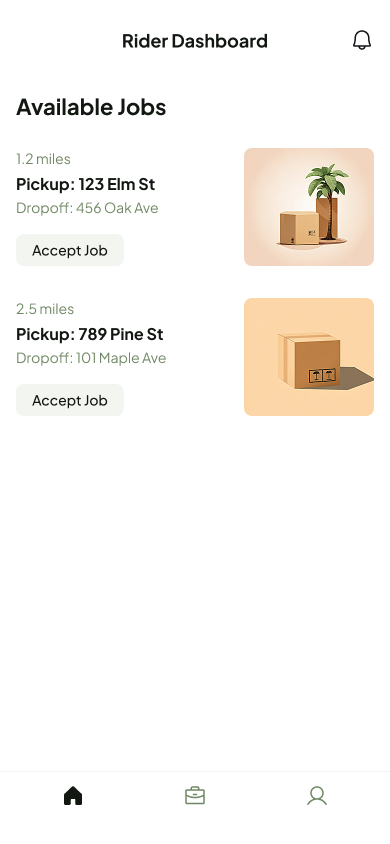 Rider Dashboard
Available Jobs
1.2 miles
Pickup: 123 Elm St
Dropoff: 456 Oak Ave
Accept Job
2.5 miles
Pickup: 789 Pine St
Dropoff: 101 Maple Ave
Accept Job